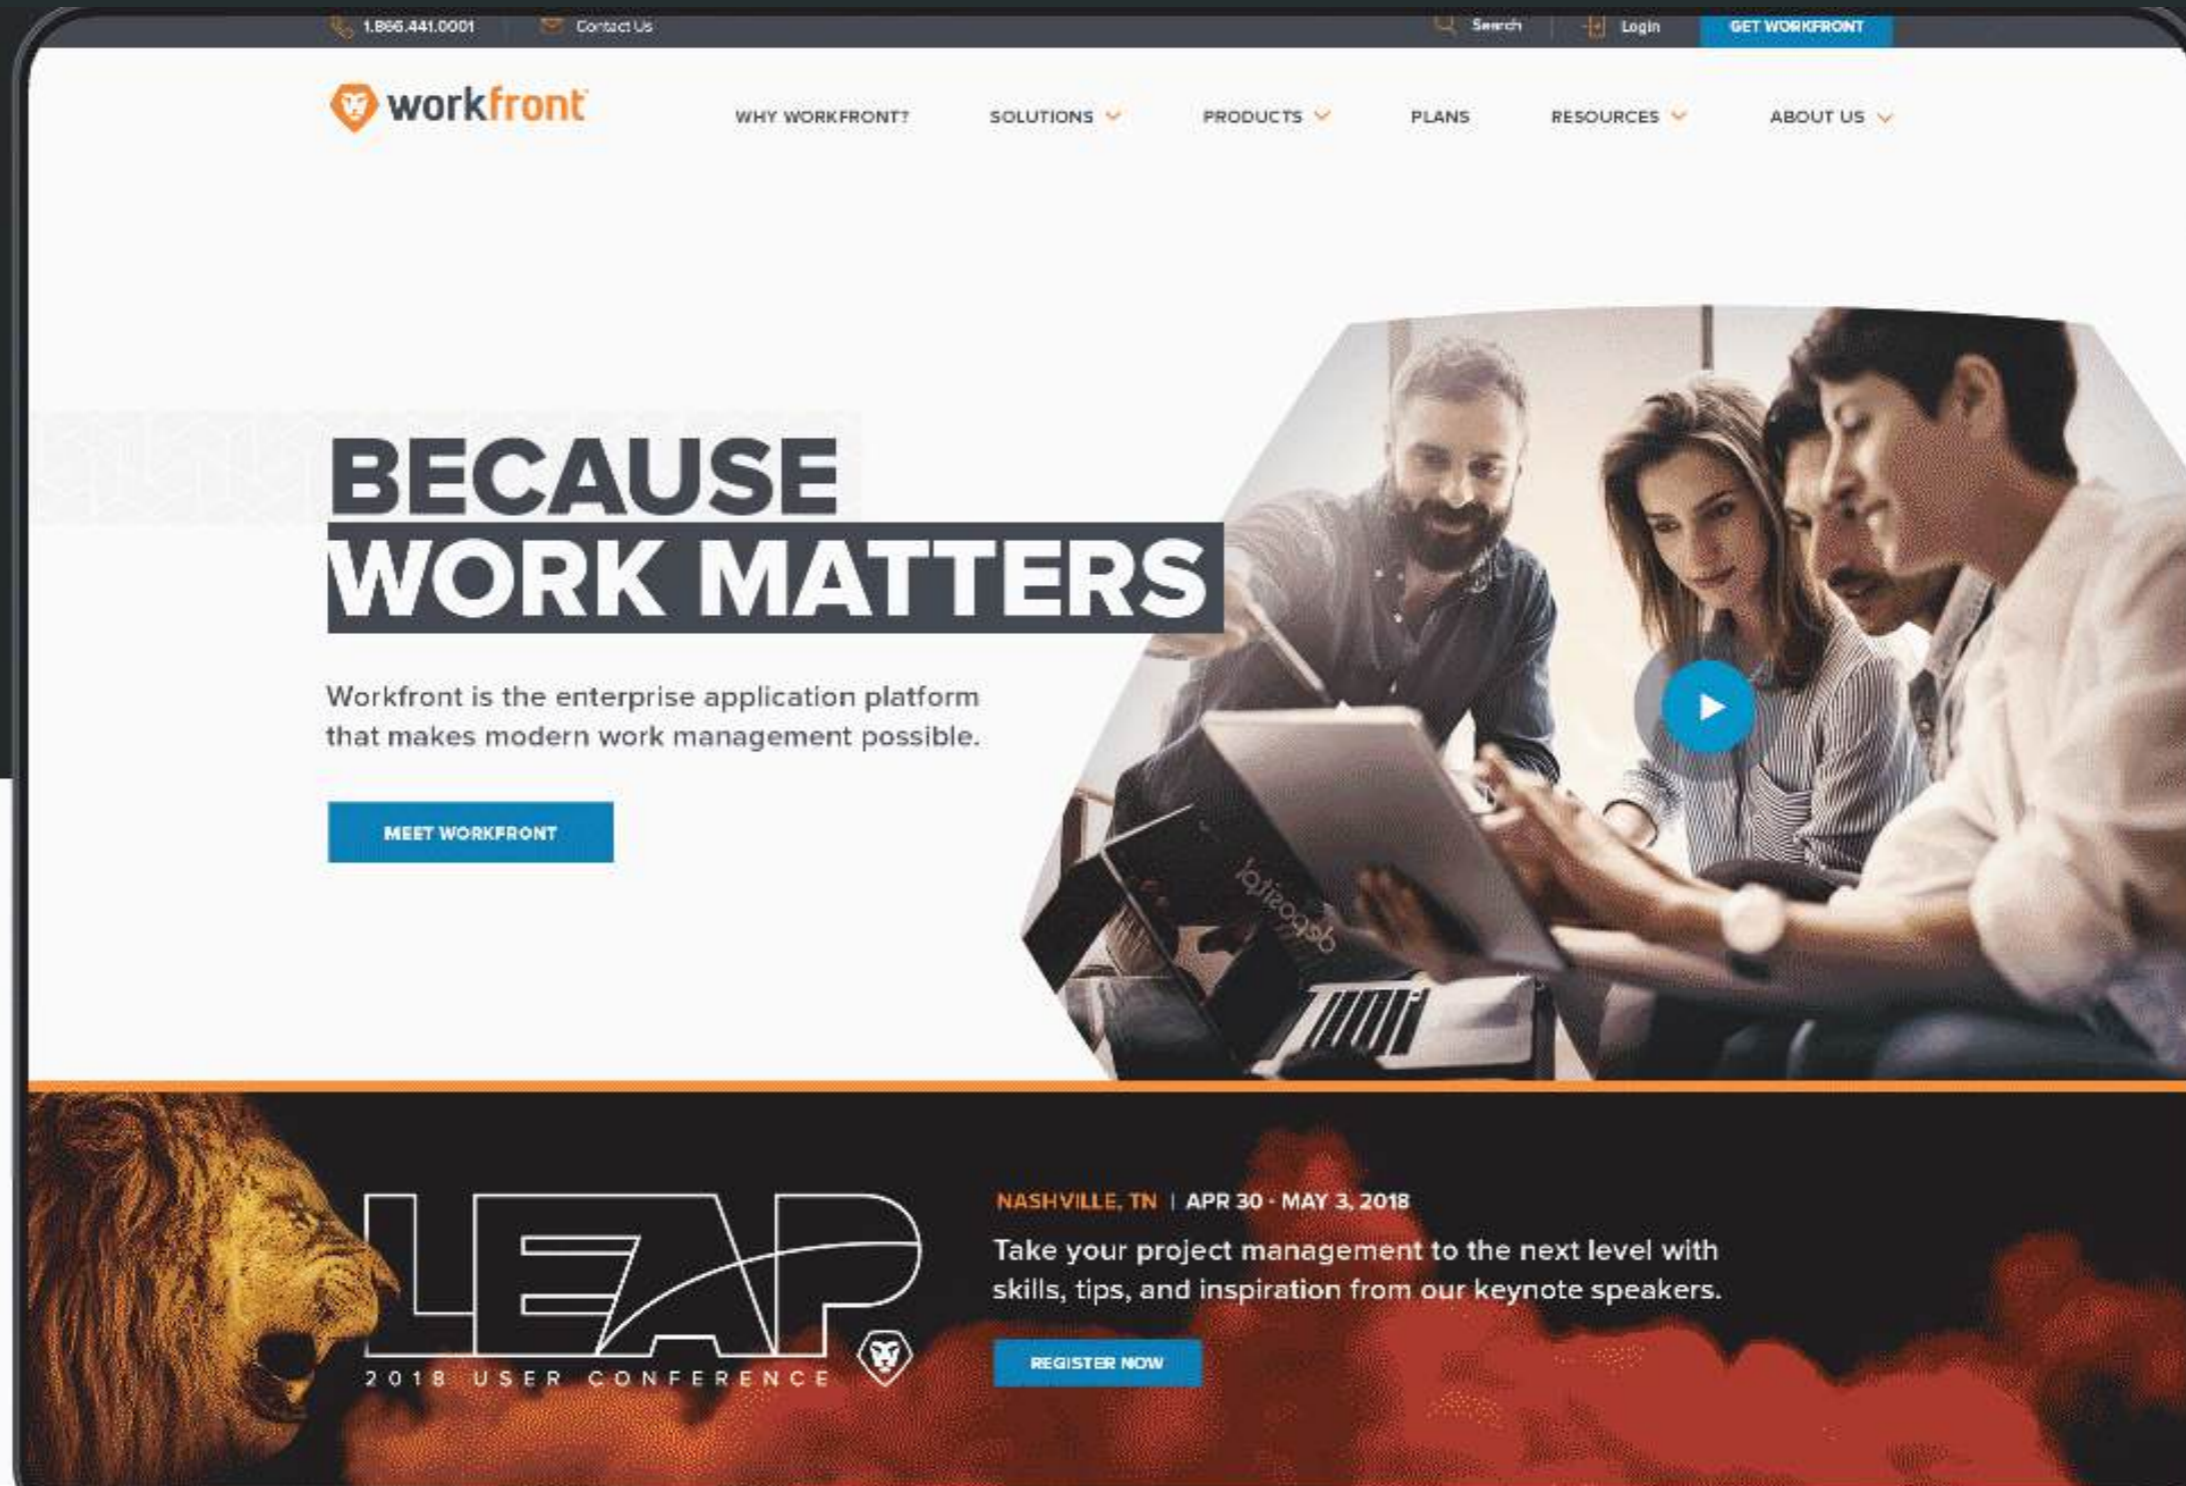 1.866.441.0001
Contact Us
Search
Login
GET WORKFRONT
workfront
WHY WORKFRONT?
SOLUTIONS
PRODUCTS
PLANS
RESOURCES
ABOUT US
BECAUSE
WORK MATTERS
Workfront is the enterprise application platform
that makes modern work management possible.
MEET WORKFRONT
depositpl
LEAP
2018 USER CONFERENCE
NASHVILLE, TN | APR 30 - MAY 3, 2018
Take your project management to the next level with
skills, tips, and inspiration from our keynote speakers.
REGISTER NOW